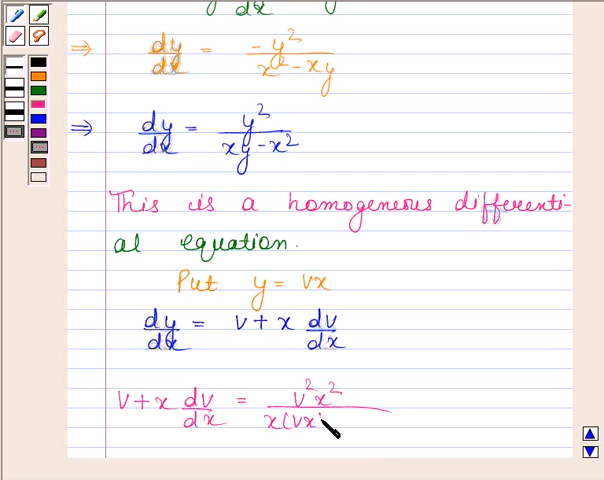 dx
⇒ dy/dx = -y²/x² - xy
⇒ dy/dx = y²/xy - x²
This is a homogeneous differenti-
al equation.
Put y = vx
dy/dx = v + x dv/dx
v + x dv/dx = v²x²/x(vx)